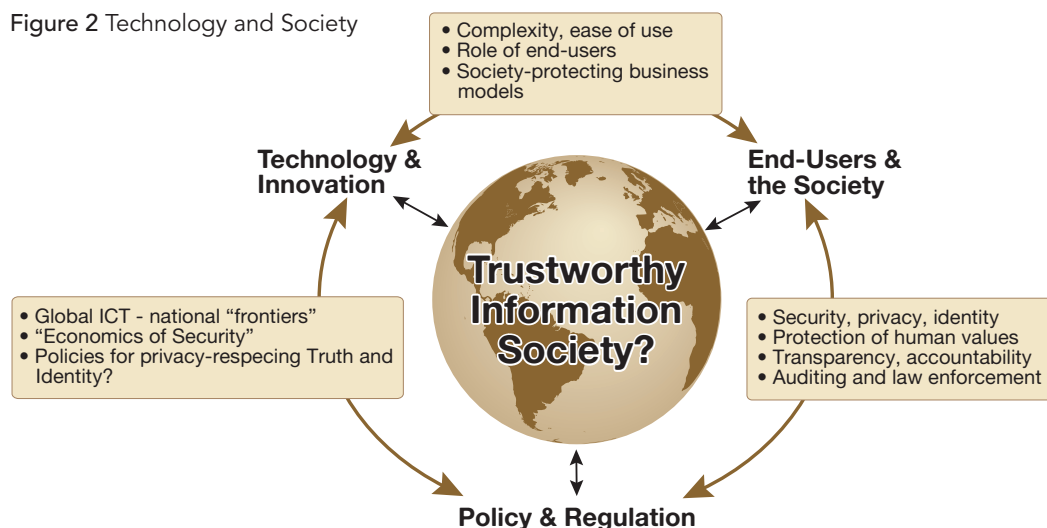 Figure 2 Technology and Society
• Complexity, ease of use
• Role of end-users
• Society-protecting business
models
Technology &
Innovation
End-Users &
the Society
Trustworthy
Information
Society?
• Global ICT - national “frontiers”
• “Economics of Security”
• Policies for privacy-respecing Truth and
Identity?
• Security, privacy, identity
• Protection of human values
• Transparency, accountability
• Auditing and law enforcement
Policy & Regulation